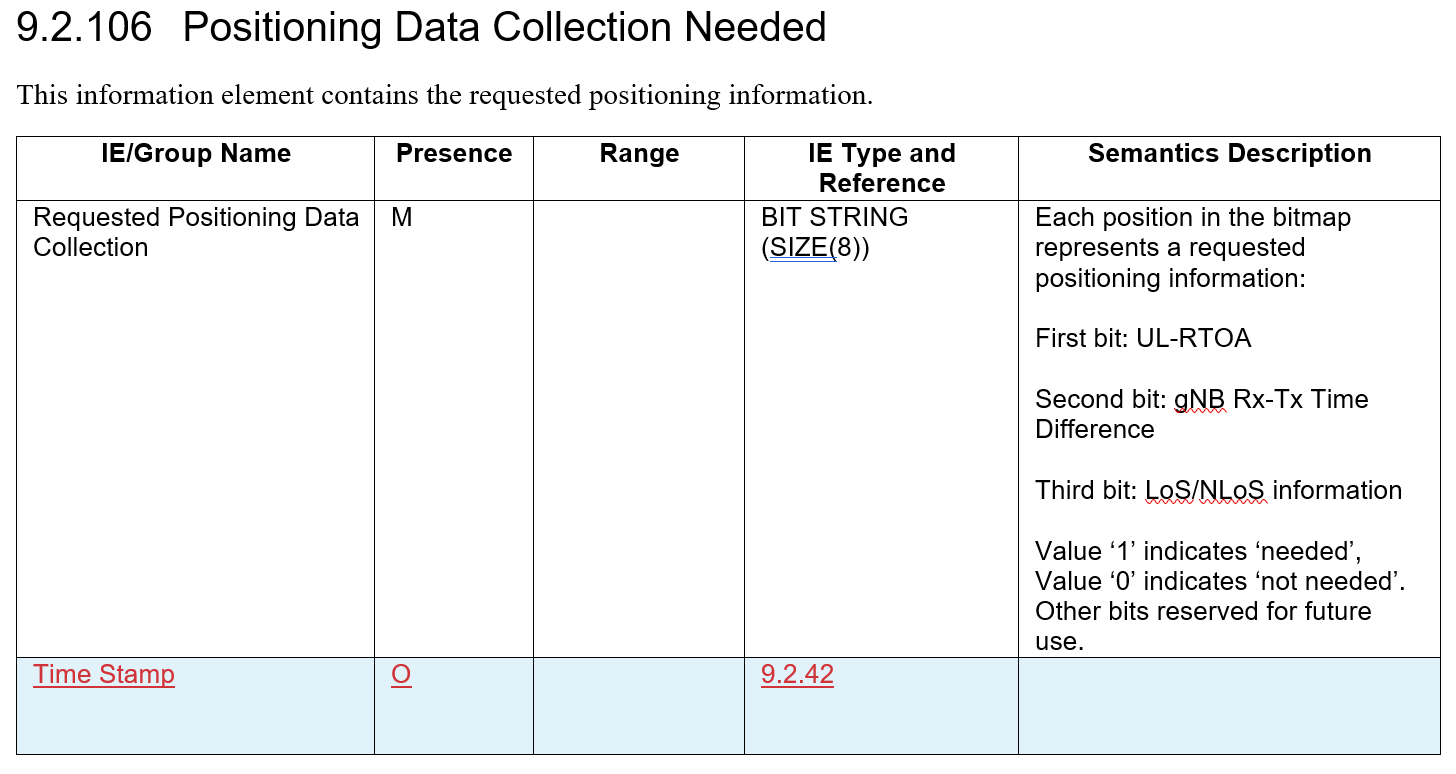 9.2.106 Positioning Data Collection Needed
This information element contains the requested positioning information.
IE/Group Name
Presence
Range
IE Type and
Reference
Semantics Description
Requested Positioning Data
Collection
M
BIT STRING
(SIZE(8))
Each position in the bitmap
represents a requested
positioning information:
First bit: UL-RTOA
Second bit: gNB Rx-Tx Time
Difference
Third bit: LoS/NLoS information
Value ‘1’ indicates ‘needed’,
Value ‘0’ indicates ‘not needed’.
Other bits reserved for future
use.
Time Stamp
O
9.2.42